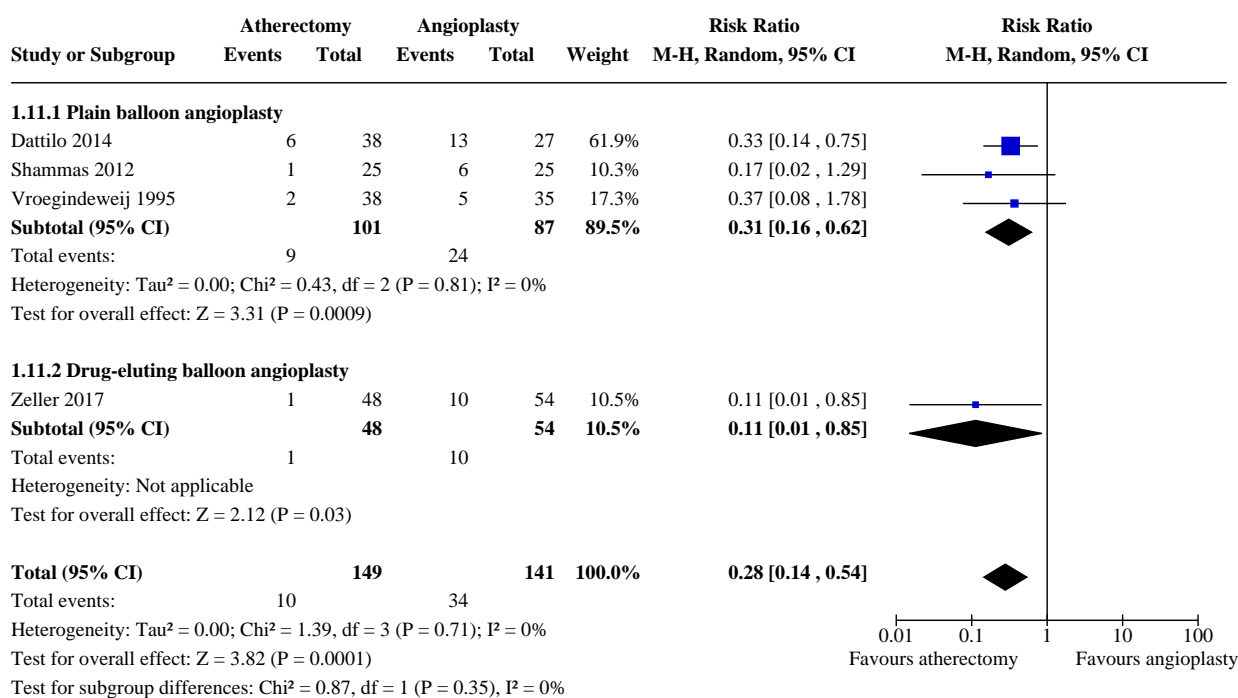 Atherectomy Angioplasty Risk Ratio Risk Ratio
Study or Subgroup Events Total Events Total Weight M-H, Random, 95% CI M-H, Random, 95% CI
1.11.1 Plain balloon angioplasty
Dattilo 2014 6 38 13 27 61.9% 0.33 [0.14 , 0.75]
Shammas 2012 1 25 6 25 10.3% 0.17 [0.02 , 1.29]
Vroegindeweij 1995 2 38 5 35 17.3% 0.37 [0.08 , 1.78]
Subtotal (95% CI) 101 87 89.5% 0.31 [0.16 , 0.62]
Total events: 9 24
Heterogeneity: Tau² = 0.00; Chi² = 0.43, df = 2 (P = 0.81); I² = 0%
Test for overall effect: Z = 3.31 (P = 0.0009)
1.11.2 Drug-eluting balloon angioplasty
Zeller 2017 1 48 10 54 10.5% 0.11 [0.01 , 0.85]
Subtotal (95% CI) 48 54 10.5% 0.11 [0.01 , 0.85]
Total events: 1 10
Heterogeneity: Not applicable
Test for overall effect: Z = 2.12 (P = 0.03)
Total (95% CI) 149 141 100.0% 0.28 [0.14 , 0.54]
Total events: 10 34
Heterogeneity: Tau² = 0.00; Chi² = 1.39, df = 3 (P = 0.71); I² = 0%
0.01 0.1 1 10 100
Test for overall effect: Z = 3.82 (P = 0.0001) Favours atherectomy Favours angioplasty
Test for subgroup differences: Chi² = 0.87, df = 1 (P = 0.35), I² = 0%